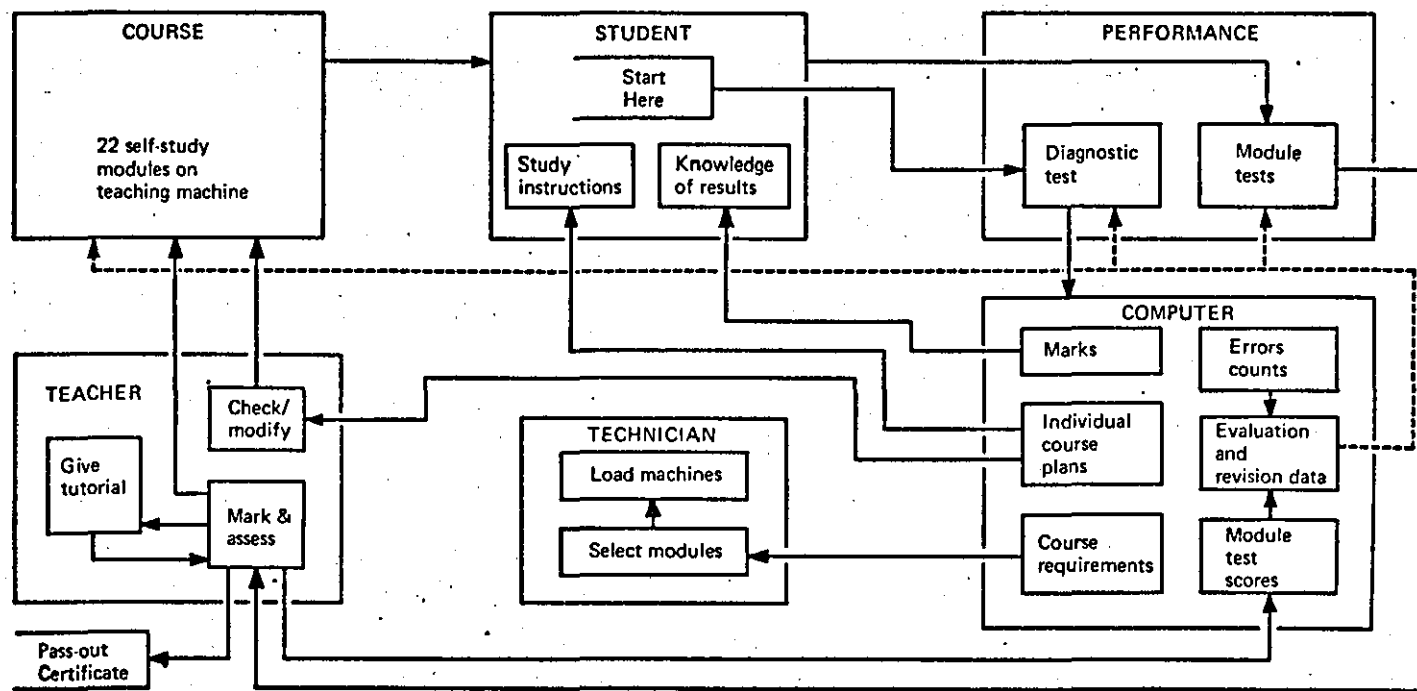 COURSE
22 self-study
modules on
teaching machine
STUDENT
Start
Here
Study
instructions
Knowledge
of results
PERFORMANCE
Diagnostic
test
Module
tests
TEACHER
Check/
modify
Give
tutorial
Mark &
assess
TECHNICIAN
Load machines
Select modules
COMPUTER
Marks
Errors
counts
Individual
course
plans
Evaluation
and
revision data
Course
requirements
Module
test
scores
Pass-out
Certificate